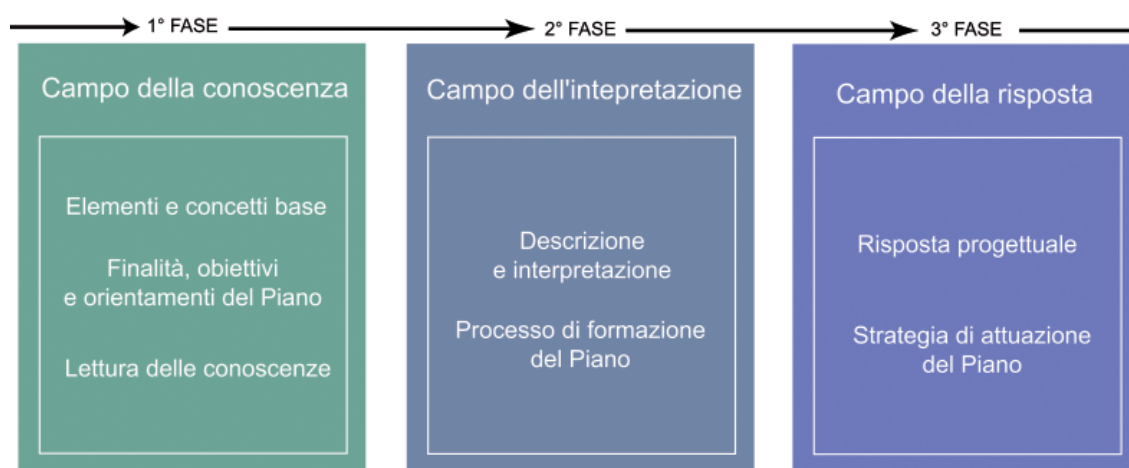 1° FASE
2° FASE
3° FASE
Campo della conoscenza
Elementi e concetti base
Finalità, obiettivi
e orientamenti del Piano
Lettura delle conoscenze
Campo dell'intepretazione
Descrizione
e interpretazione
Processo di formazione
del Piano
Campo della risposta
Risposta progettuale
Strategia di attuazione
del Piano